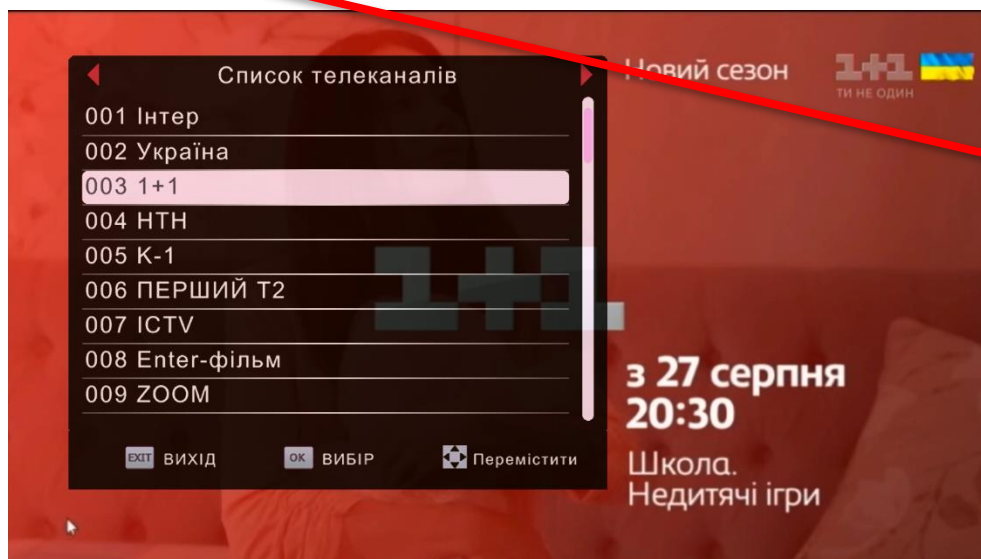 Список телеканалів
001 Інтер
002 Україна
003 1+1
004 НТН
005 К-1
006 ПЕРШИЙ Т2
007 ICTV
008 Enter-фільм
009 ZOOM
EXIT ВИХІД OK ВИБІР Перемістити
Новий сезон
1+1
ТИ НЕ ОДИН
1+1
з 27 серпня
20:30
Школа.
Недитячі ігри